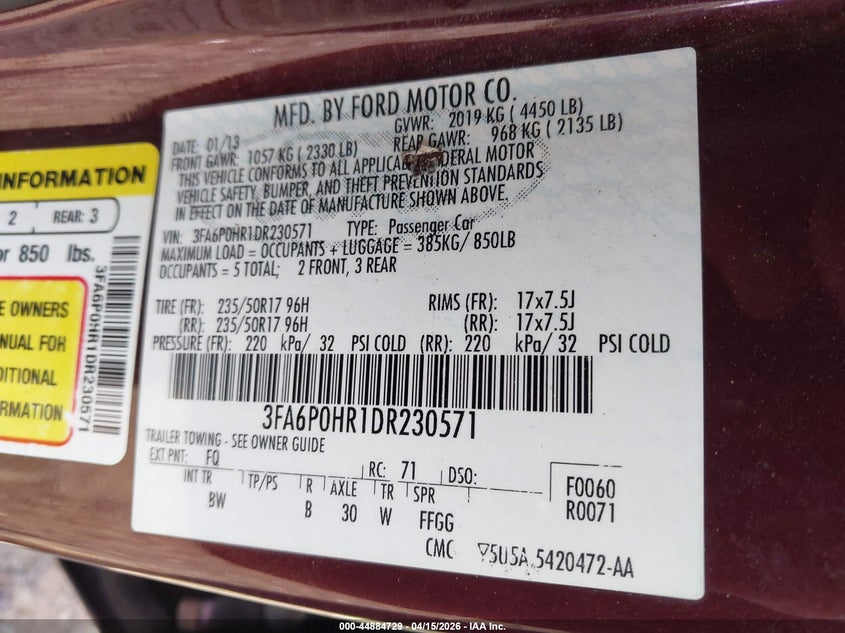 MFD. BY FORD MOTOR CO.
DATE: 01/13
GVWR: 2019 KG ( 4450 LB)
FRONT GAWR: 1057 KG ( 2330 LB)
REAR GAWR: 968 KG ( 2135 LB)
THIS VEHICLE CONFORMS TO ALL FEDERAL MOTOR
VEHICLE SAFETY, BUMPER, AND THEFT PREVENTION STANDARDS
IN EFFECT ON THE DATE OF MANUFACTURE SHOWN ABOVE.
VIN: 3FA6P0HR1DR230571 TYPE: Passenger Car
MAXIMUM LOAD = OCCUPANTS + LUGGAGE = 385KG/ 850LB
OCCUPANTS = 5 TOTAL; 2 FRONT, 3 REAR
TIRE (FR): 235/50R17 96H RIMS (FR): 17x7.5J
(RR): 235/50R17 96H (RR): 17x7.5J
PRESSURE (FR): 220 kPa/ 32 PSI COLD (RR): 220 kPa/ 32 PSI COLD
3FA6P0HR1DR230571
TRAILER TOWING - SEE OWNER GUIDE
EXT PNT: FQ RC: 71 DSO: F0060
R0071
INT TR TP/PS R AXLE TR SPR
BW B 30 W FFGG
CMC 5U5A 5420472-AA
INFORMATION
2 REAR: 3
or 850 lbs.
OWNERS
MANUAL FOR
3FA6P0HR1DR230571
000-44884729 - 04/15/2026 - IAA Inc.